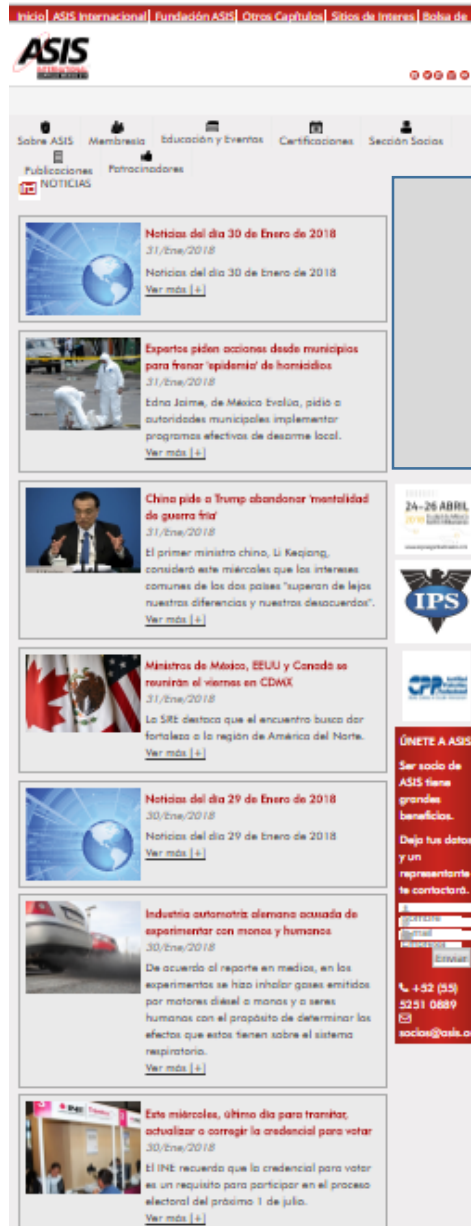 Inicio| ASIS Internacional| Fundación ASIS| Otros Capítulos| Sitios de Interes| Bolsa de
ASIS
INTERNATIONAL
Sobre ASIS
Membresía
Educación y Eventos
Certificaciones
Sección Socios
Publicaciones
Patrocinadores
NOTICIAS
Noticias del día 30 de Enero de 2018
31/Ene/2018
Noticias del día 30 de Enero de 2018
Ver más [+]
Expertos piden acciones desde municipios
para frenar 'epidemia' de homicidios
31/Ene/2018
Edna Jaime, de México Evalúa, pidió a
autoridades municipales implementar
programas efectivos de desarme local.
Ver más [+]
China pide a Trump abandonar 'mentalidad
de guerra fría'
31/Ene/2018
El primer ministro chino, Li Keqiang,
consideró este miércoles que los intereses
comunes de los dos países "superan de lejos
nuestras diferencias y nuestros desacuerdos".
Ver más [+]
Ministros de México, EEUU y Canadá se
reunirán el viernes en CDMX
31/Ene/2018
La SRE destaca que el encuentro busca dar
fortaleza a la región de América del Norte.
Ver más [+]
Noticias del día 29 de Enero de 2018
30/Ene/2018
Noticias del día 29 de Enero de 2018
Ver más [+]
Industria automotriz alemana acusada de
experimentar con monos y humanos
30/Ene/2018
De acuerdo al reporte en medios, en los
experimentos se hizo inhalar gases emitidos
por motores diésel a monos y a seres
humanos con el propósito de determinar los
efectos que estos tienen sobre el sistema
respiratorio.
Ver más [+]
Este miércoles, último día para tramitar,
actualizar o corregir la credencial para votar
30/Ene/2018
El INE recuerda que la credencial para votar
es un requisito para participar en el proceso
electoral del próximo 1 de julio.
Ver más [+]
24-26 ABRIL
2018
IPS
CPP
ÚNETE A ASIS
Ser socio de
ASIS tiene
grandes
beneficios.
Deja tus datos
y un
representante
te contactará.
Nombre
e-mail
Enviar
+52 (55)
5251 0889
socios@asis.o